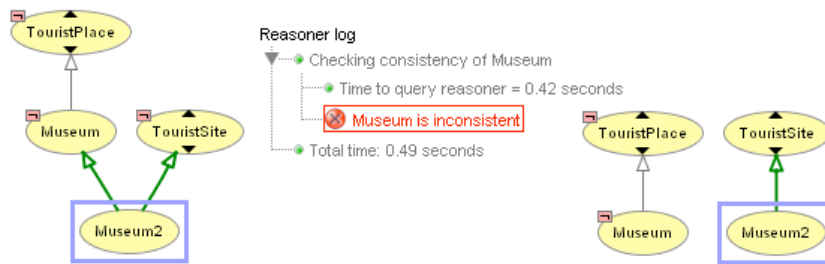 TouristPlace
Museum
TouristSite
Museum2
Reasoner log
Checking consistency of Museum
Time to query reasoner = 0.42 seconds
Museum is inconsistent
Total time: 0.49 seconds
TouristPlace
TouristSite
Museum
Museum2